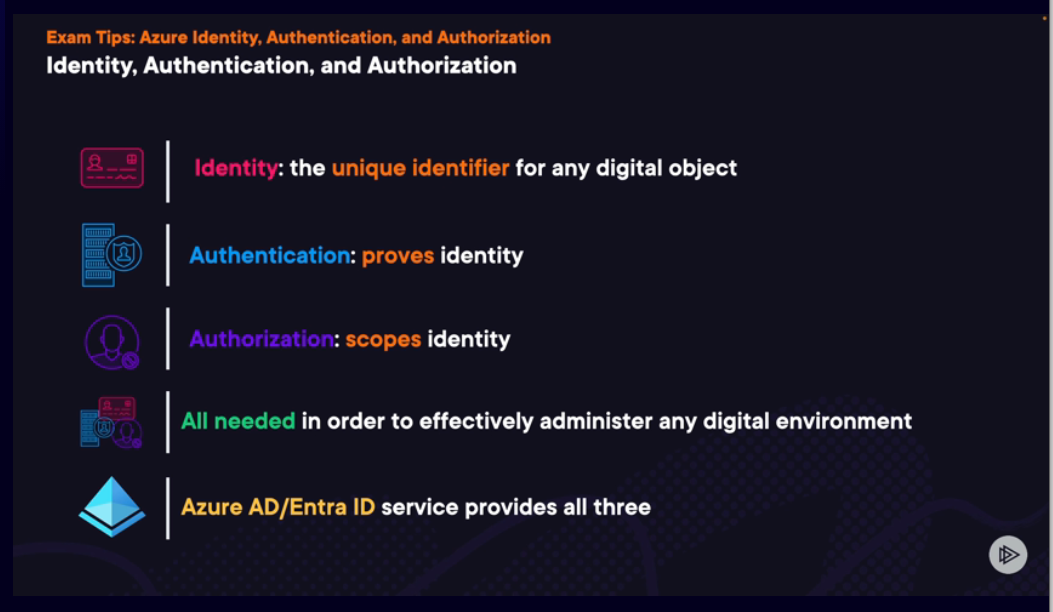 Exam Tips: Azure Identity, Authentication, and Authorization
Identity, Authentication, and Authorization
Identity: the unique identifier for any digital object
Authentication: proves identity
Authorization: scopes identity
All needed in order to effectively administer any digital environment
Azure AD/Entra ID service provides all three